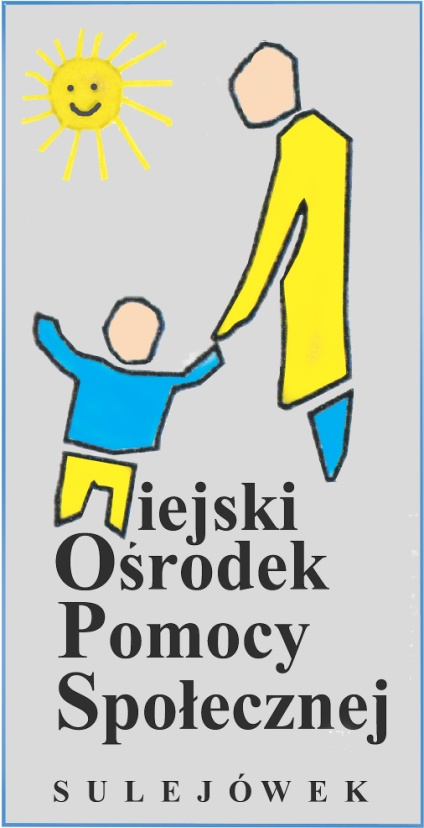 Miejski
Ośrodek
Pomocy
Społecznej
SULEJÓWEK